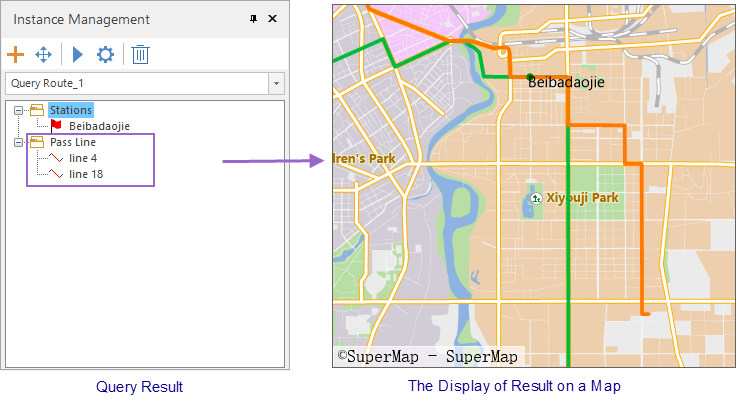 Instance Management
Query Route_1
Stations
Beibadaojie
Pass Line
line 4
line 18
Query Result
Beibadaojie
lren's Park
Xiyouji Park
©SuperMap - SuperMap
The Display of Result on a Map